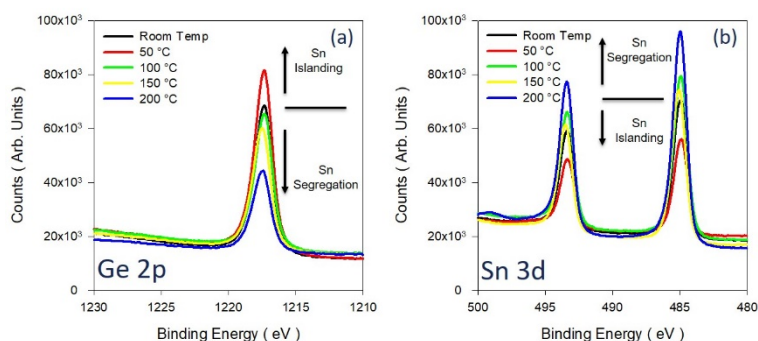 100x10³
80x10³
60x10³
40x10³
20x10³
0
Counts ( Arb. Units )
Room Temp
50 °C
100 °C
150 °C
200 °C
(a)
Sn
Islanding
Sn
Segregation
Ge 2p
1230
1225
1220
1215
1210
Binding Energy ( eV )
100x10³
80x10³
60x10³
40x10³
20x10³
0
Counts ( Arb. Units )
Room Temp
50 °C
100 °C
150 °C
200 °C
(b)
Sn
Segregation
Sn
Islanding
Sn 3d
500
495
490
485
480
Binding Energy ( eV )